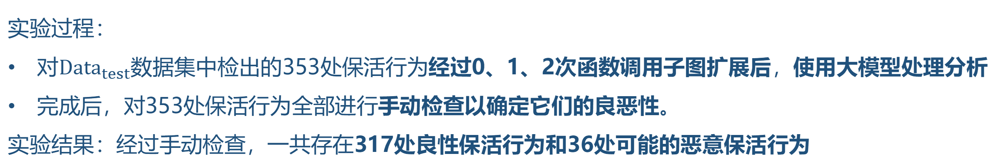 实验过程：
• 对Data_test数据集中检出的353处保活行为经过0、1、2次函数调用子图扩展后，使用大模型处理分析
• 完成后，对353处保活行为全部进行手动检查以确定它们的良恶性。
实验结果：经过手动检查，一共存在317处良性保活行为和36处可能的恶意保活行为